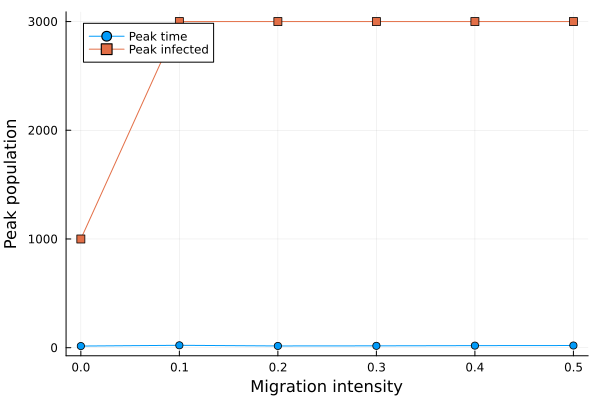 3000
2000
1000
0
Peak population
Peak time
Peak infected
0.0 0.1 0.2 0.3 0.4 0.5
Migration intensity